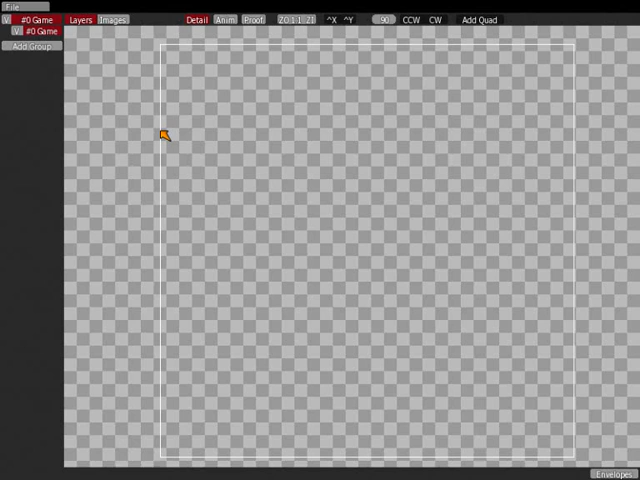 File
V #0 Game Layers Images Detail Anim Proof ZO 1:1 ZI ^X ^Y 90 CCW CW Add Quad
V #0 Game
Add Group
Envelopes